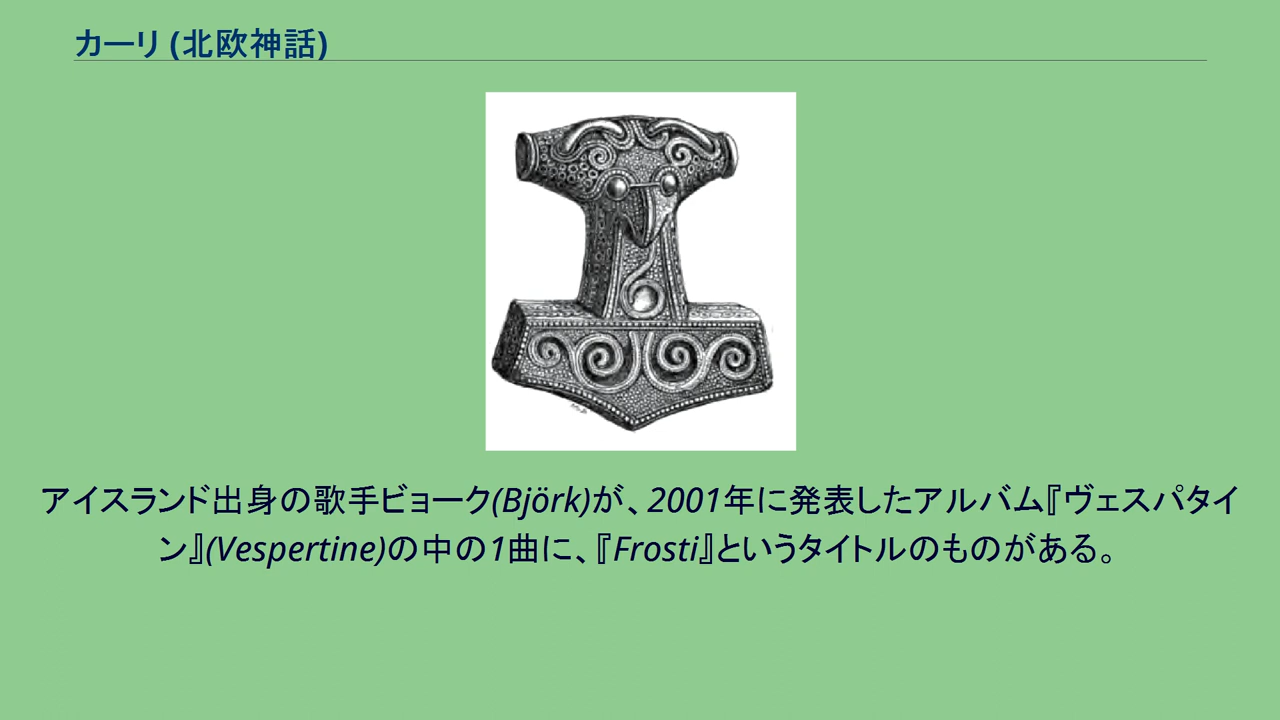 カーリ (北欧神話)
アイスランド出身の歌手ビョーク(Björk)が、2001年に発表したアルバム『ヴェスパタイ
ン』(Vespertine)の中の1曲に、『Frosti』というタイトルのものがある。